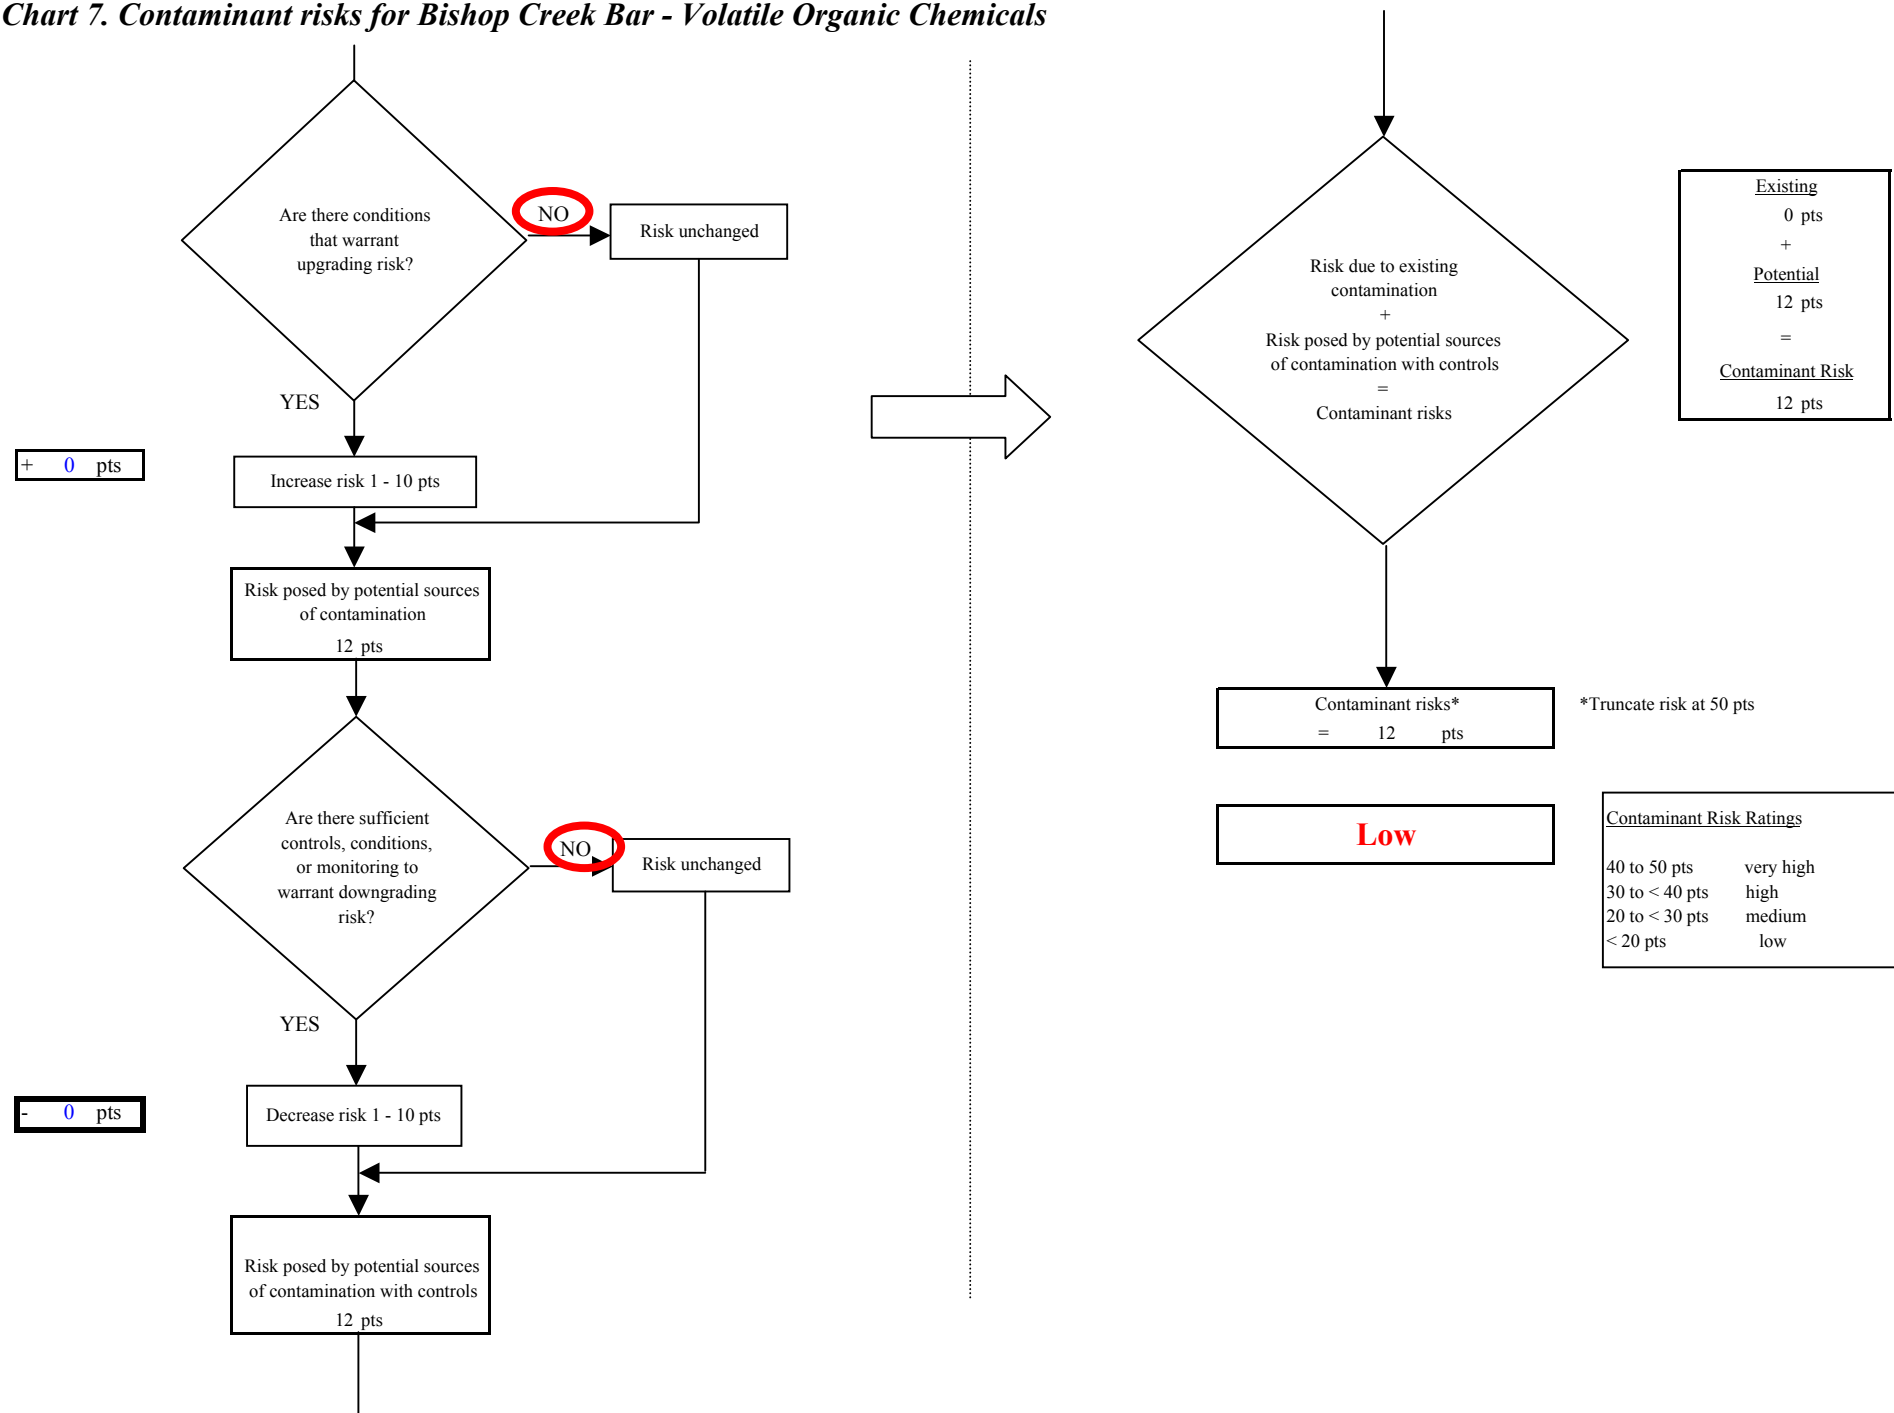 Chart 7. Contaminant risks for Bishop Creek Bar - Volatile Organic Chemicals
Are there conditions
that warrant
upgrading risk?
NO
Risk unchanged
YES
+ 0 pts
Increase risk 1 - 10 pts
Risk posed by potential sources
of contamination
12 pts
Are there sufficient
controls, conditions,
or monitoring to
warrant downgrading
risk?
NO
Risk unchanged
YES
- 0 pts
Decrease risk 1 - 10 pts
Risk posed by potential sources
of contamination with controls
12 pts
Risk due to existing
contamination
+
Risk posed by potential sources
of contamination with controls
=
Contaminant risks
Existing
0 pts
+
Potential
12 pts
=
Contaminant Risk
12 pts
Contaminant risks*
= 12 pts
*Truncate risk at 50 pts
Low
Contaminant Risk Ratings
40 to 50 pts very high
30 to < 40 pts high
20 to < 30 pts medium
< 20 pts low